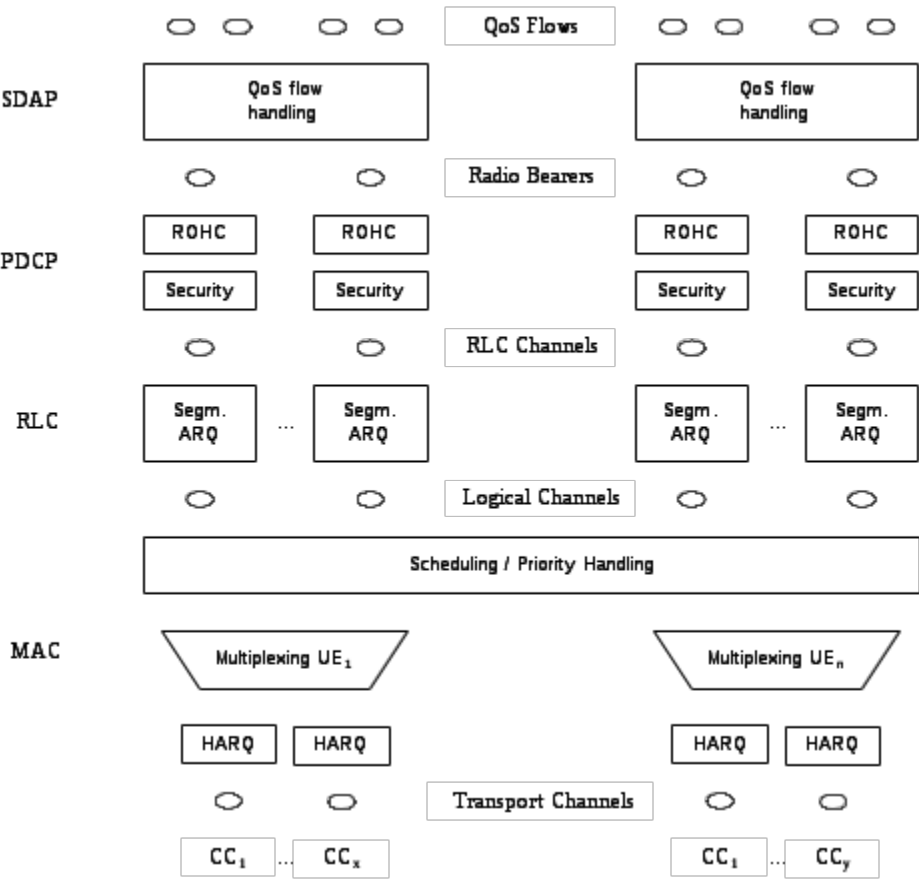 QoS Flows
SDAP
QoS flow handling
QoS flow handling
Radio Bearers
PDCP
ROHC ROHC ROHC ROHC
Security Security Security Security
RLC Channels
RLC
Segm. ARQ ... Segm. ARQ
Segm. ARQ ... Segm. ARQ
Logical Channels
Scheduling / Priority Handling
MAC
Multiplexing UE₁ Multiplexing UEₙ
HARQ HARQ HARQ HARQ
Transport Channels
CC₁ ... CCₓ CC₁ ... CCy